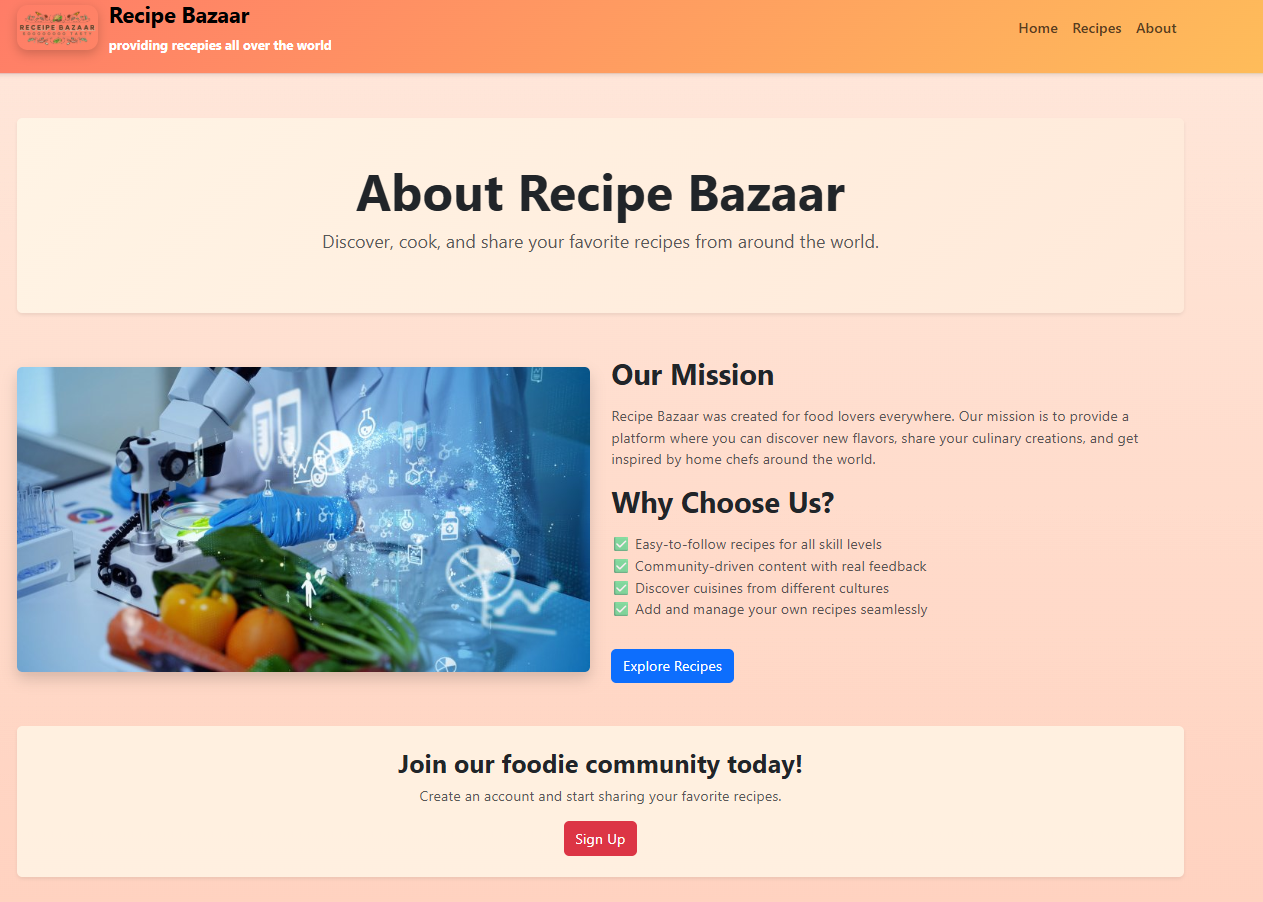 RECEIPE BAZAAR
Recipe Bazaar
providing recepies all over the world
Home Recipes About
About Recipe Bazaar
Discover, cook, and share your favorite recipes from around the world.
Our Mission
Recipe Bazaar was created for food lovers everywhere. Our mission is to provide a
platform where you can discover new flavors, share your culinary creations, and get
inspired by home chefs around the world.
Why Choose Us?
✅ Easy-to-follow recipes for all skill levels
✅ Community-driven content with real feedback
✅ Discover cuisines from different cultures
✅ Add and manage your own recipes seamlessly
Explore Recipes
Join our foodie community today!
Create an account and start sharing your favorite recipes.
Sign Up